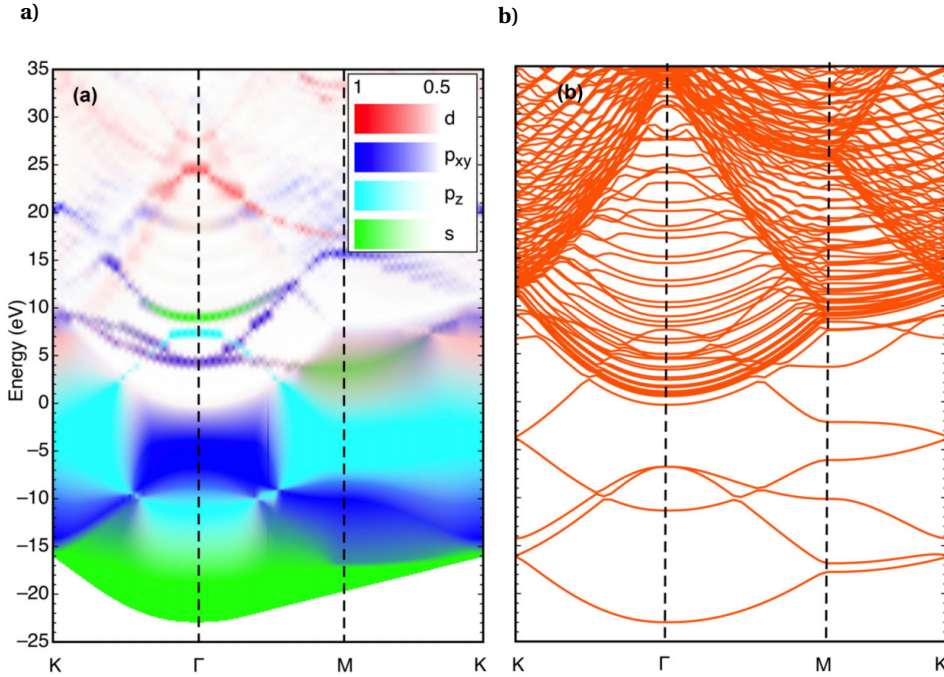 a)
b)
(a)
1 0.5
d
pxy
pz
s
Energy (eV)
35
30
25
20
15
10
5
0
–5
–10
–15
–20
–25
K Γ M K
(b)
K Γ M K